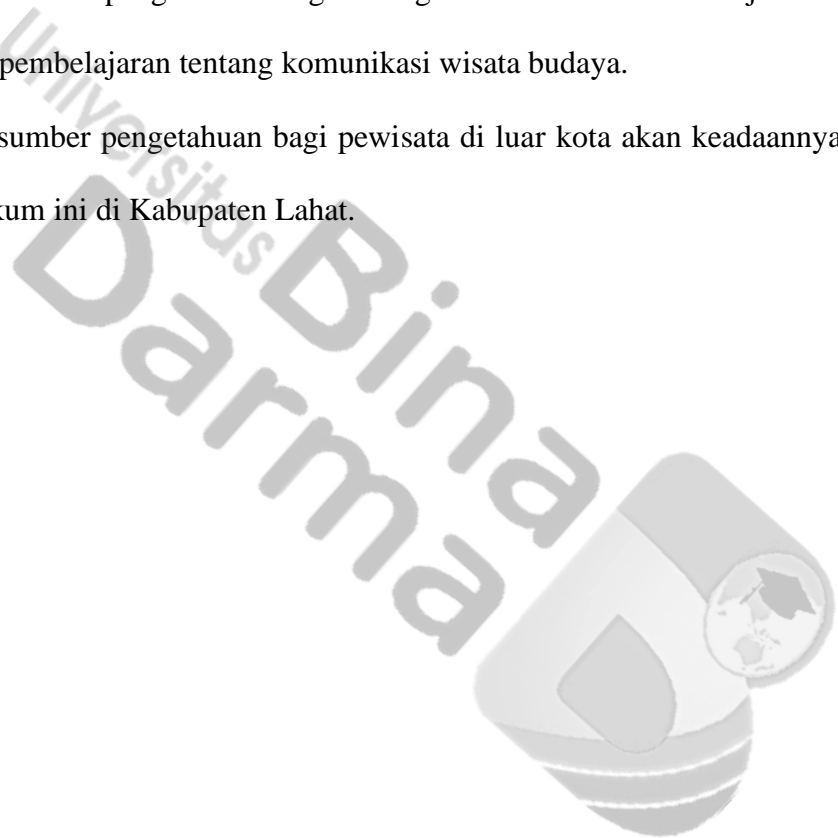 pembelajaran tentang komunikasi wisata budaya.
sumber pengetahuan bagi pewisata di luar kota akan keadaannya
kum ini di Kabupaten Lahat.
Universitas
Bina
Darma